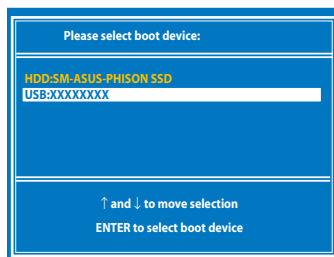 Please select boot device:
HDD:SM-ASUS-PHISON SSD
USB:XXXXXXXX
↑ and ↓ to move selection
ENTER to select boot device